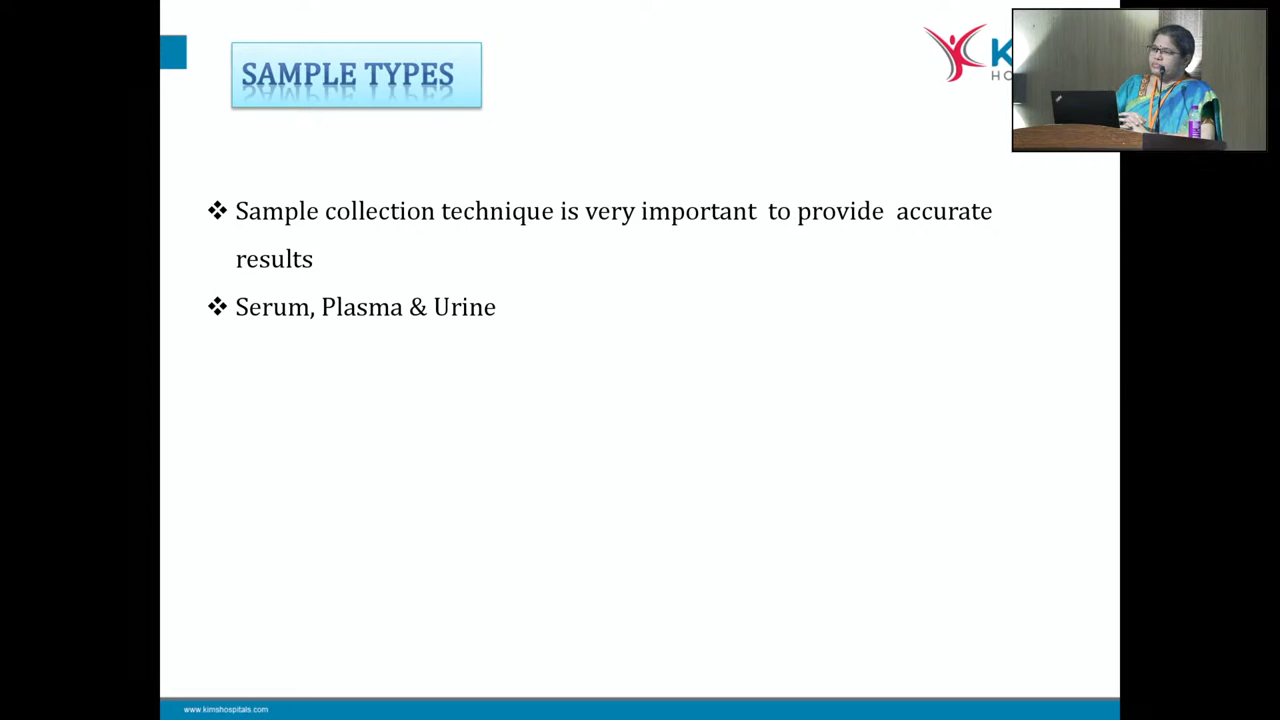 SAMPLE TYPES
❖ Sample collection technique is very important to provide accurate
results
❖ Serum, Plasma & Urine
www.kimshospitals.com